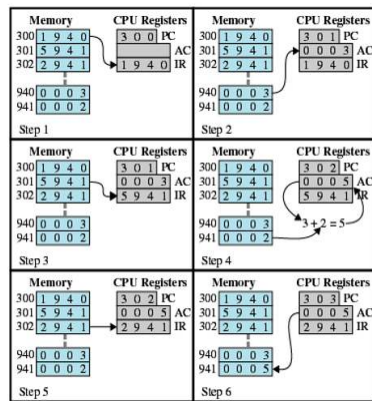 Memory CPU Registers
300 1 9 4 0 3 0 0 PC
301 5 9 4 1 AC
302 2 9 4 1 1 9 4 0 IR
940 0 0 0 3
941 0 0 0 2
Step 1
Memory CPU Registers
300 1 9 4 0 3 0 1 PC
301 5 9 4 1 0 0 0 3 AC
302 2 9 4 1 1 9 4 0 IR
940 0 0 0 3
941 0 0 0 2
Step 2
Memory CPU Registers
300 1 9 4 0 3 0 1 PC
301 5 9 4 1 0 0 0 3 AC
302 2 9 4 1 5 9 4 1 IR
940 0 0 0 3
941 0 0 0 2
Step 3
Memory CPU Registers
300 1 9 4 0 3 0 2 PC
301 5 9 4 1 0 0 0 5 AC
302 2 9 4 1 5 9 4 1 IR
3 + 2 = 5
940 0 0 0 3
941 0 0 0 2
Step 4
Memory CPU Registers
300 1 9 4 0 3 0 2 PC
301 5 9 4 1 0 0 0 5 AC
302 2 9 4 1 2 9 4 1 IR
940 0 0 0 3
941 0 0 0 2
Step 5
Memory CPU Registers
300 1 9 4 0 3 0 3 PC
301 5 9 4 1 0 0 0 5 AC
302 2 9 4 1 2 9 4 1 IR
940 0 0 0 3
941 0 0 0 5
Step 6